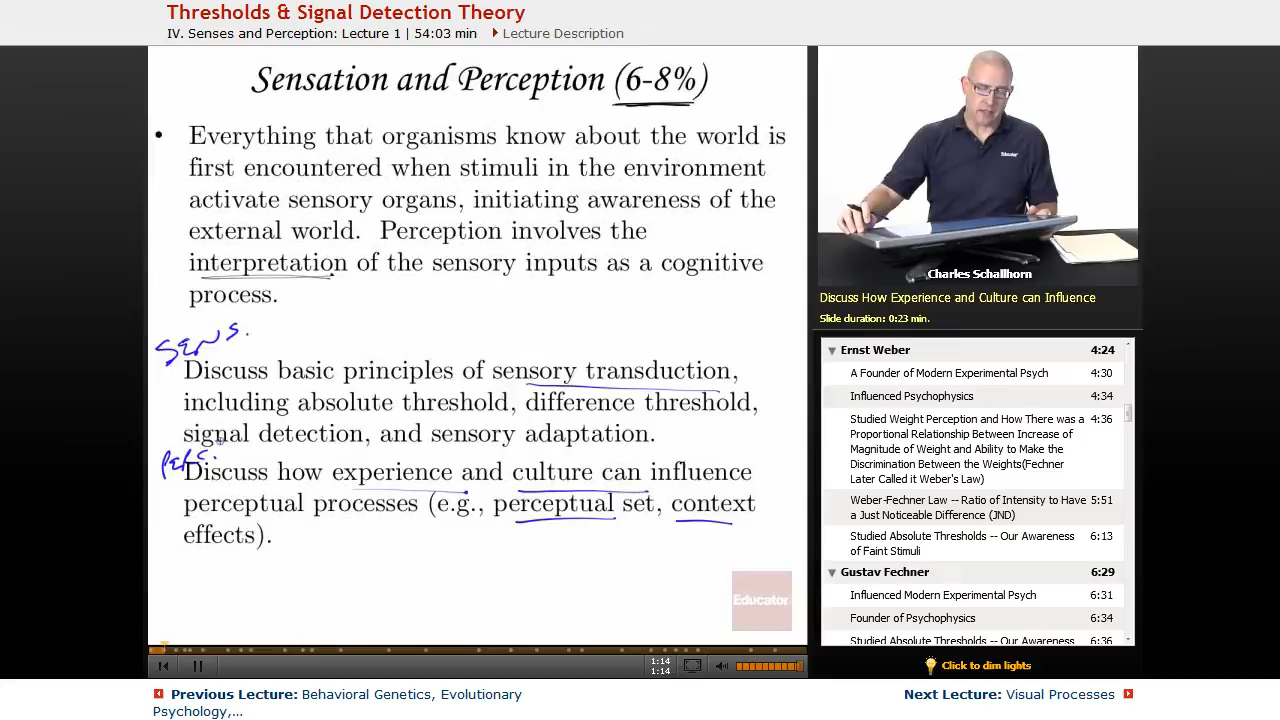 Thresholds & Signal Detection Theory
IV. Senses and Perception: Lecture 1 | 54:03 min Lecture Description
Sensation and Perception (6-8%)
• Everything that organisms know about the world is
first encountered when stimuli in the environment
activate sensory organs, initiating awareness of the
external world. Perception involves the
interpretation of the sensory inputs as a cognitive
process.
SENS.
Discuss basic principles of sensory transduction,
including absolute threshold, difference threshold,
signal detection, and sensory adaptation.
PERC.
Discuss how experience and culture can influence
perceptual processes (e.g., perceptual set, context
effects).
Educator
1:14
1:14
Educator
Charles Schallhorn
Discuss How Experience and Culture can Influence
Slide duration: 0:23 min.
Ernst Weber 4:24
A Founder of Modern Experimental Psych 4:30
Influenced Psychophysics 4:34
Studied Weight Perception and How There was a 4:36
Proportional Relationship Between Increase of
Magnitude of Weight and Ability to Make the
Discrimination Between the Weights(Fechner
Later Called it Weber's Law)
Weber-Fechner Law -- Ratio of Intensity to Have 5:51
a Just Noticeable Difference (JND)
Studied Absolute Thresholds -- Our Awareness 6:13
of Faint Stimuli
Gustav Fechner 6:29
Influenced Modern Experimental Psych 6:31
Founder of Psychophysics 6:34
Studied Absolute Thresholds -- Our Awareness 6:36
Click to dim lights
Previous Lecture: Behavioral Genetics, Evolutionary
Psychology,...
Next Lecture: Visual Processes